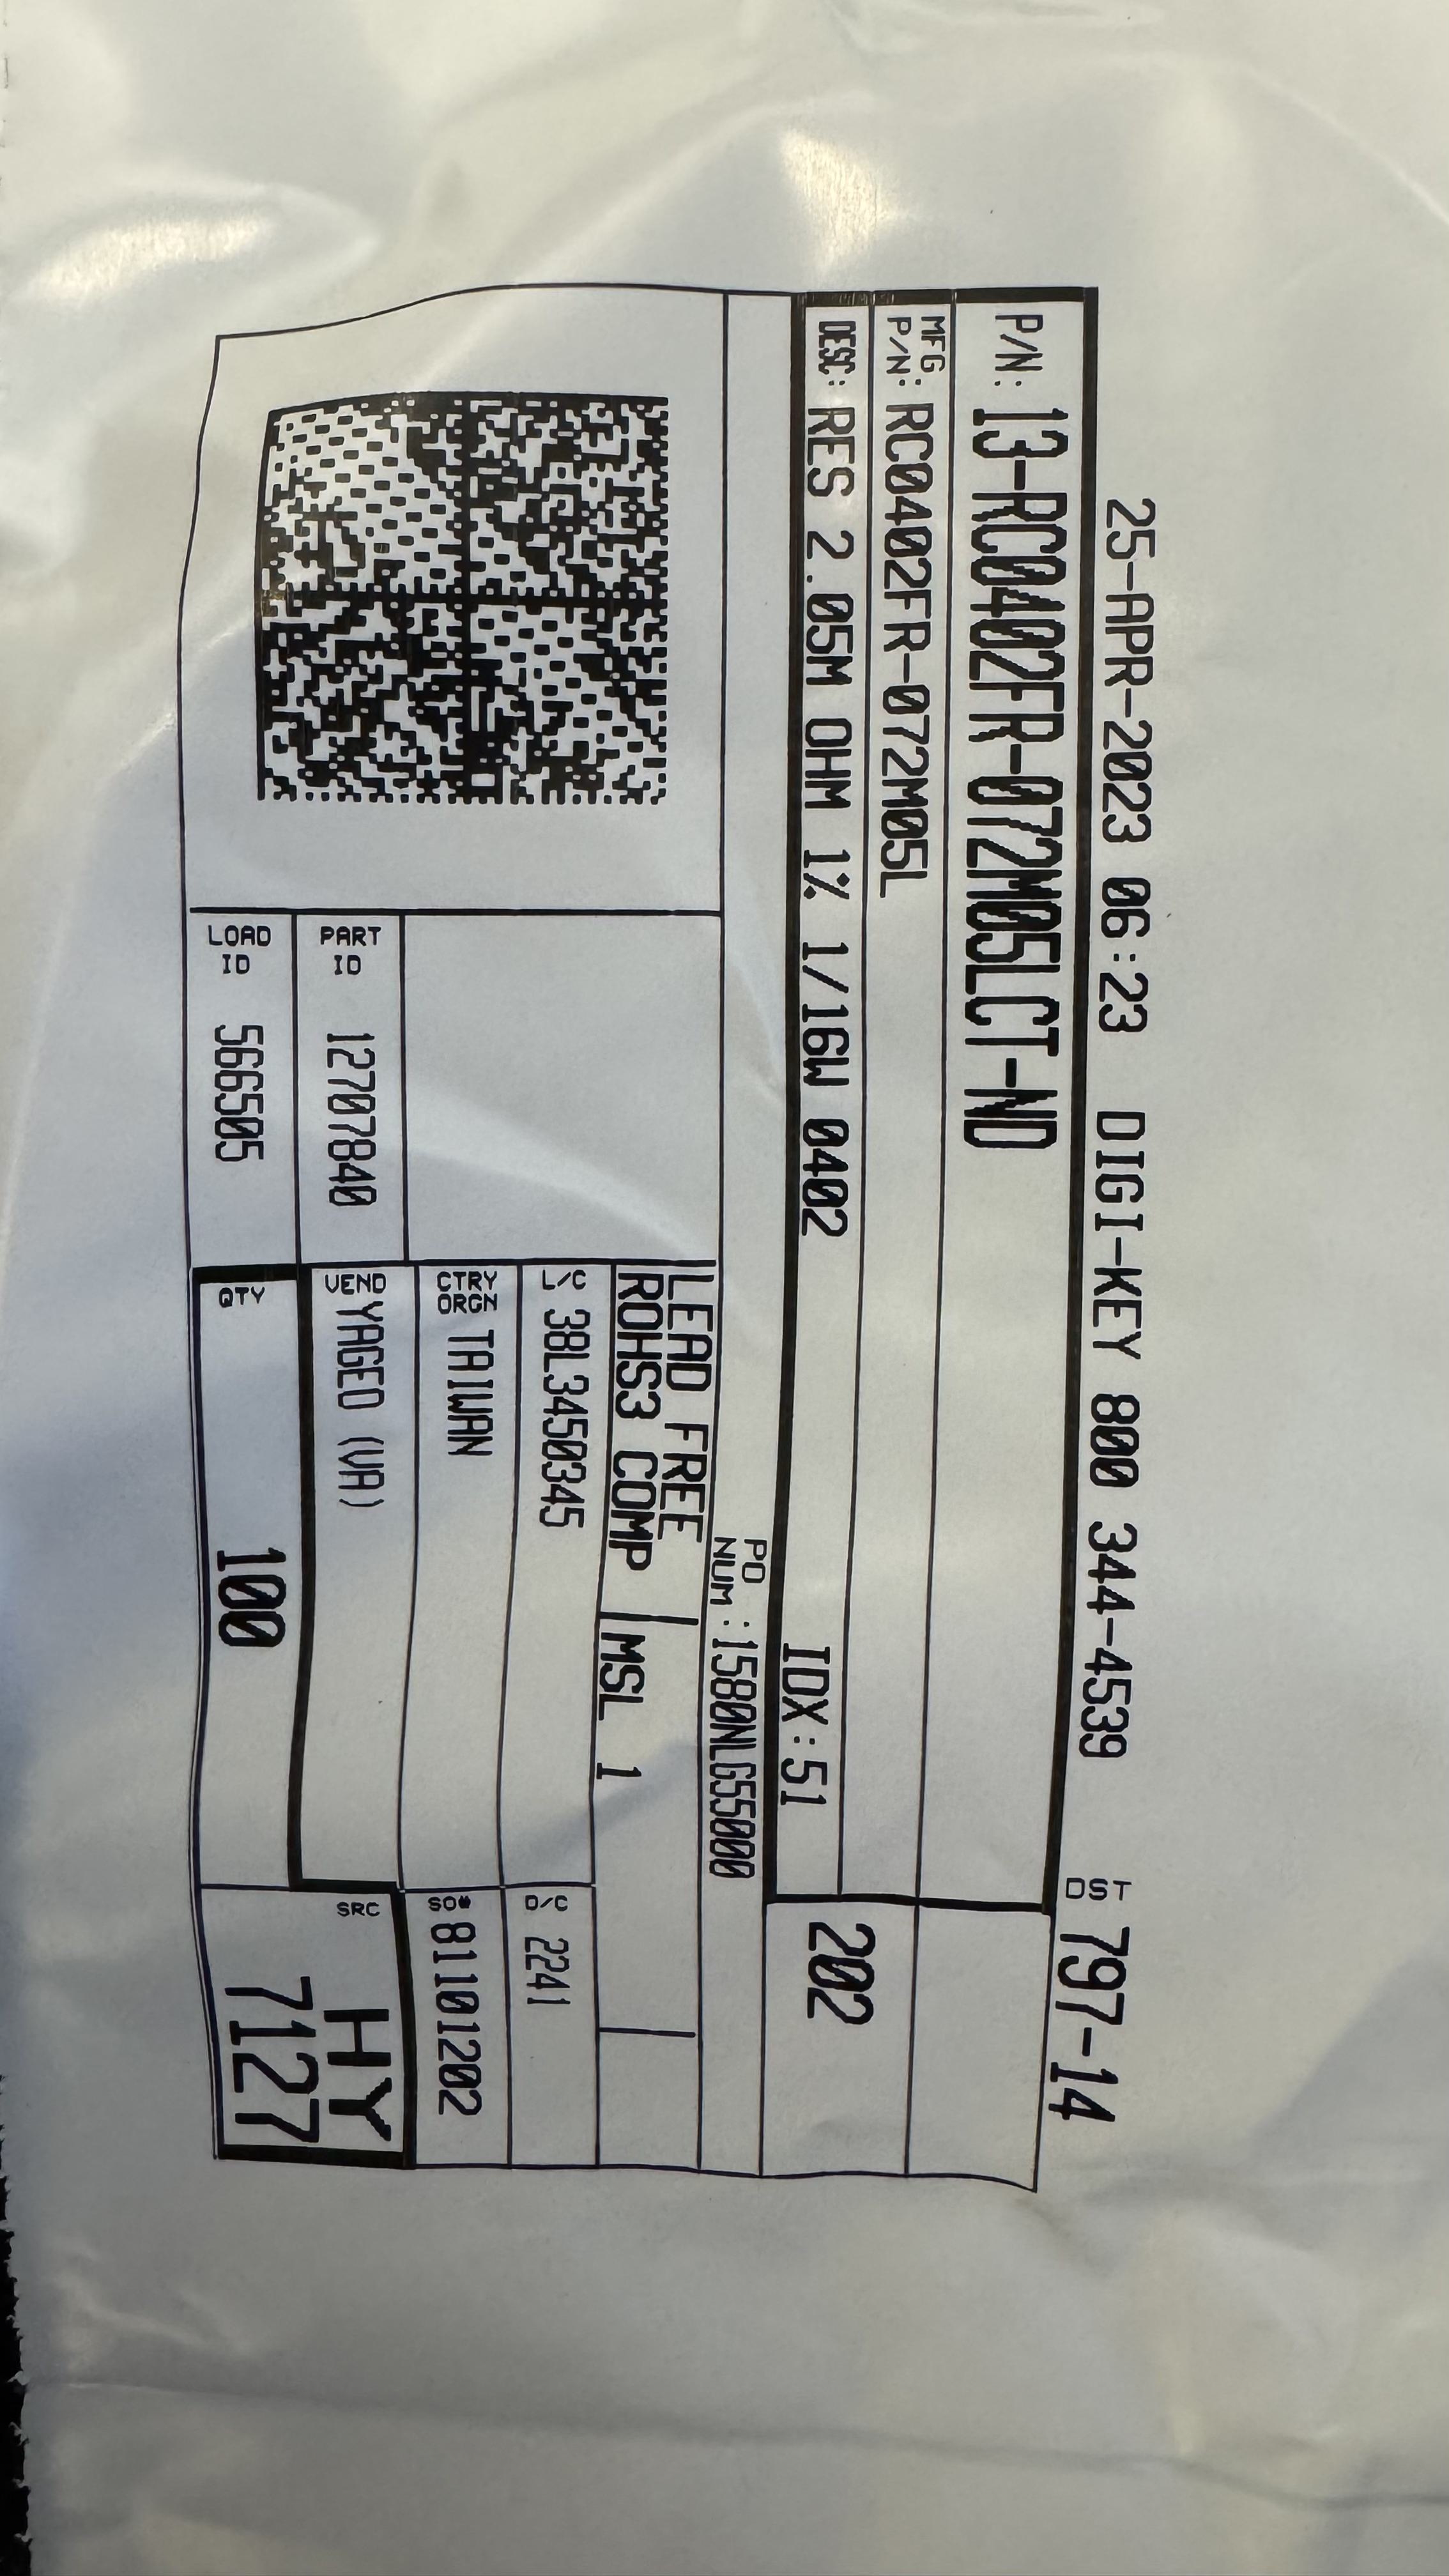 25-APR-2023 06:23 DIGI-KEY 800 344-4539 DST 797-14
P/N: 13-RC0402FR-072M05LCT-ND
MFG P/N: RC0402FR-072M05L
DESC: RES 2.05M OHM 1% 1/16W 0402 IDX:51
202
PO NUM:1580NLG55000
LEAD FREE
ROHS3 COMP MSL 1
L/C 38L3450345 D/C 2241
CTRY ORGN TAIWAN SO# 81101202
PART ID 12707840
VEND YAGEO (VA)
LOAD ID 566505
QTY 100
SRC HY
7127